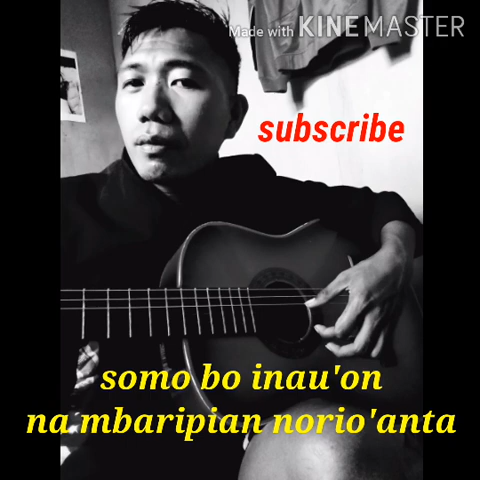 Made with KINEMASTER
subscribe
somo bo inau'on
na mbaripian norio'anta